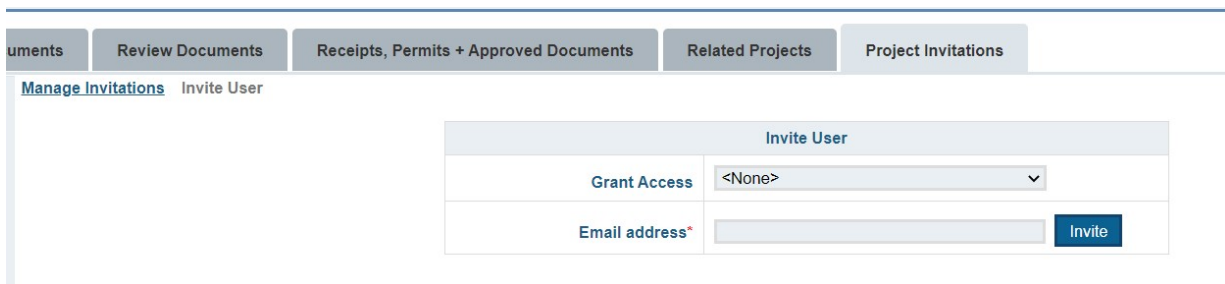 uments Review Documents Receipts, Permits + Approved Documents Related Projects Project Invitations
Manage Invitations Invite User
Invite User
Grant Access <None>
Email address* Invite